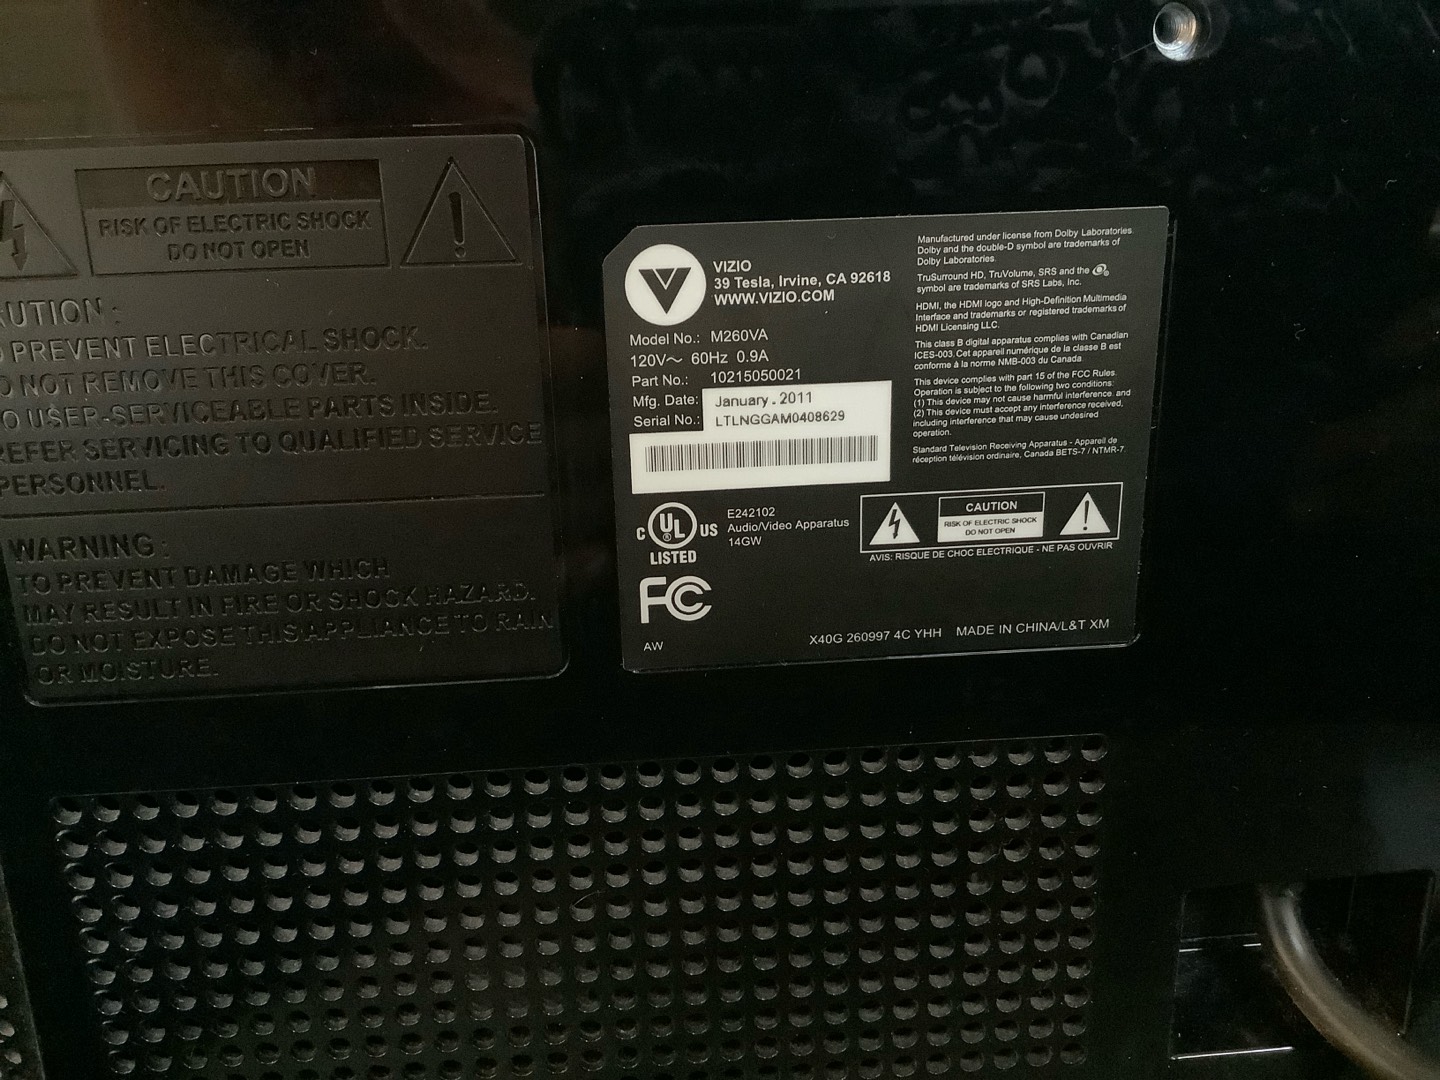 CAUTION
RISK OF ELECTRIC SHOCK
DO NOT OPEN
UTION :
PREVENT ELECTRICAL SHOCK.
NOT REMOVE THIS COVER.
O USER-SERVICEABLE PARTS INSIDE.
REFER SERVICING TO QUALIFIED SERVICE
PERSONNEL.
WARNING :
TO PREVENT DAMAGE WHICH
MAY RESULT IN FIRE OR SHOCK HAZARD.
DO NOT EXPOSE THIS APPLIANCE TO RAIN
OR MOISTURE.
VIZIO
39 Tesla, Irvine, CA 92618
WWW.VIZIO.COM
Model No.: M260VA
120V~ 60Hz 0.9A
Part No.: 10215050021
Mfg. Date: January . 2011
Serial No.: LTLNGGAM0408629
C UL US
® 
LISTED
E242102
Audio/Video Apparatus
14GW
FC
AW
Manufactured under license from Dolby Laboratories.
Dolby and the double-D symbol are trademarks of
Dolby Laboratories.
TruSurround HD, TruVolume, SRS and the
symbol are trademarks of SRS Labs, Inc.
HDMI, the HDMI logo and High-Definition Multimedia
Interface and trademarks or registered trademarks of
HDMI Licensing LLC.
This class B digital apparatus complies with Canadian
ICES-003. Cet appareil numérique de la classe B est
conforme à la norme NMB-003 du Canada.
This device complies with part 15 of the FCC Rules.
Operation is subject to the following two conditions:
(1) This device may not cause harmful interference, and
(2) This device must accept any interference received,
including interference that may cause undesired
operation.
Standard Television Receiving Apparatus - Appareil de
réception télévision ordinaire, Canada BETS-7 / NTMR-7.
CAUTION
RISK OF ELECTRIC SHOCK
DO NOT OPEN
AVIS: RISQUE DE CHOC ELECTRIQUE - NE PAS OUVRIR
X40G 260997 4C YHH MADE IN CHINA/L&T XM